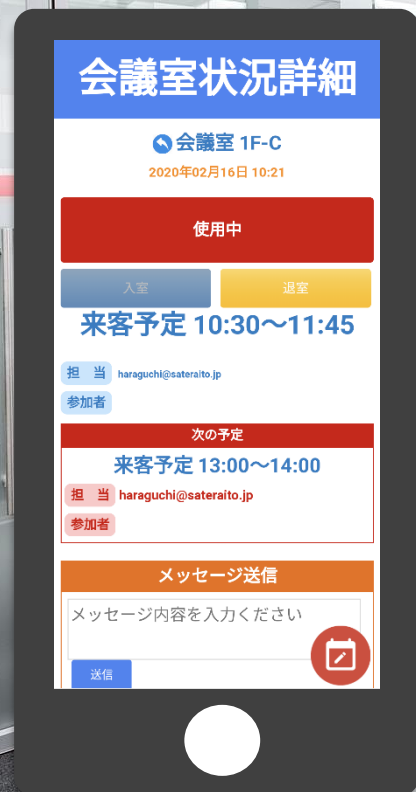 会議室状況詳細
会議室 1F-C
2020年02月16日 10:21
使用中
入室 退室
来客予定 10:30～11:45
担 当 haraguchi@sateraito.jp
参加者
次の予定
来客予定 13:00～14:00
担 当 haraguchi@sateraito.jp
参加者
メッセージ送信
メッセージ内容を入力ください
送信